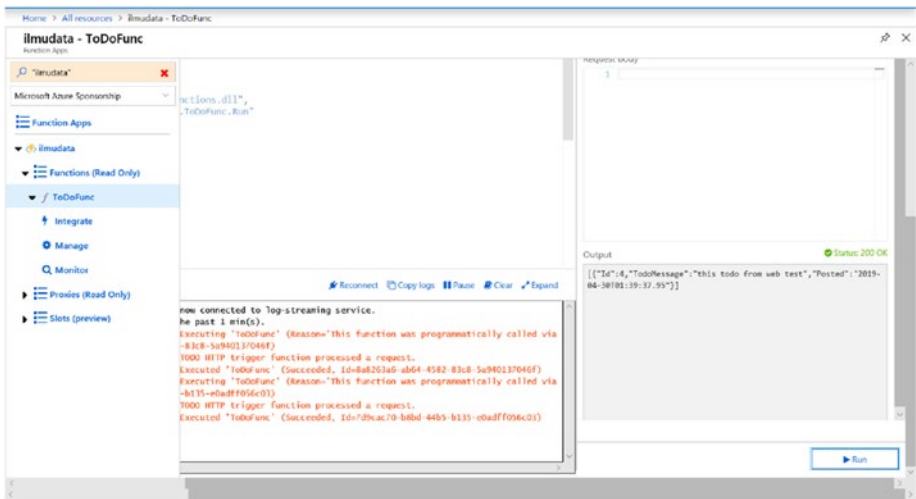 Home > All resources > ilmudata - ToDoFunc
ilmudata - ToDoFunc
Function Apps
"ilmudata"
Microsoft Azure Sponsorship
Function Apps
ilmudata
Functions (Read Only)
f ToDoFunc
Integrate
Manage
Monitor
Proxies (Read Only)
Slots (preview)
nctions.dll",
.ToDoFunc.Run"
Reconnect Copy logs Pause Clear Expand
now connected to log-streaming service.
he past 1 min(s).
Executing 'ToDoFunc' (Reason='This function was programmatically called via
-83c8-5a940137046f)
TODO HTTP trigger function processed a request.
Executed 'ToDoFunc' (Succeeded, Id=8a8263a6-ab64-4582-83c8-5a940137046f)
Executing 'ToDoFunc' (Reason='This function was programmatically called via
-b135-e0adff056c03)
TODO HTTP trigger function processed a request.
Executed 'ToDoFunc' (Succeeded, Id=7d9cac70-b8bd-44b5-b135-e0adff056c03)
Request body
1
Output
Status: 200 OK
[{"Id":4,"TodoMessage":"this todo from web test","Posted":"2019-
04-30T01:39:37.95"}]
Run